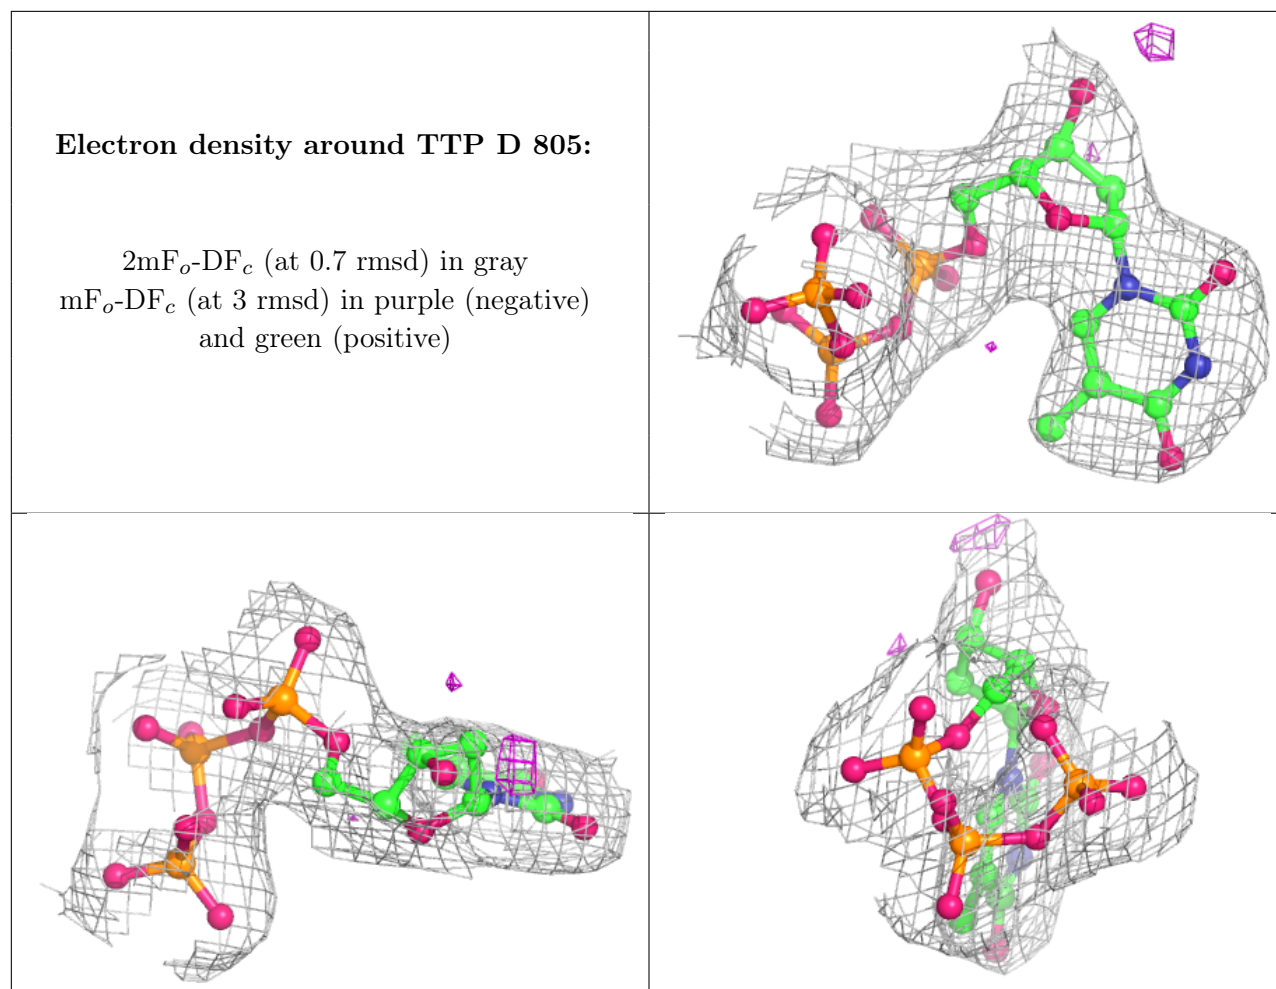 Electron density around TTP D 805:
2mFo-DFc (at 0.7 rmsd) in gray
mFo-DFc (at 3 rmsd) in purple (negative)
and green (positive)